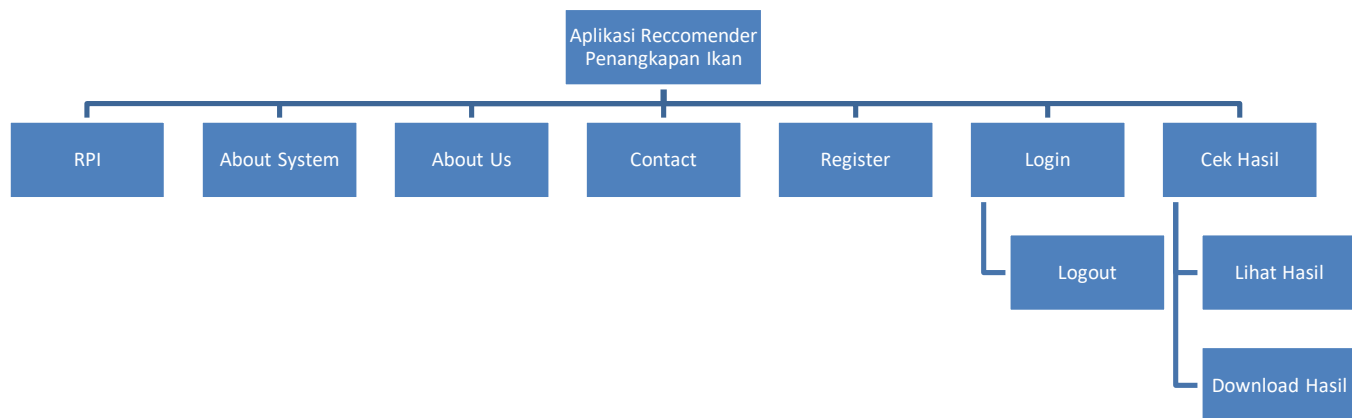 Aplikasi Reccomender
Penangkapan Ikan
RPI
About System
About Us
Contact
Register
Login
Cek Hasil
Logout
Lihat Hasil
Download Hasil